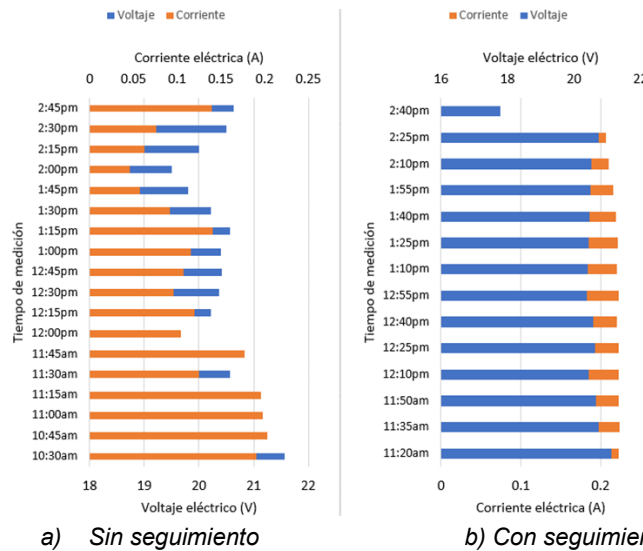 Voltaje Corriente
Corriente eléctrica (A)
0 0.05 0.1 0.15 0.2 0.25
Tiempo de medición
2:45pm
2:30pm
2:15pm
2:00pm
1:45pm
1:30pm
1:15pm
1:00pm
12:45pm
12:30pm
12:15pm
12:00pm
11:45am
11:30am
11:15am
11:00am
10:45am
10:30am
18 19 20 21 22
Voltaje eléctrico (V)
a) Sin seguimiento
Corriente Voltaje
Voltaje eléctrico (V)
16 18 20 22
Tiempo de medición
2:40pm
2:25pm
2:10pm
1:55pm
1:40pm
1:25pm
1:10pm
12:55pm
12:40pm
12:25pm
12:10pm
11:50am
11:35am
11:20am
0 0.1 0.2
Corriente eléctrica (A)
b) Con seguimie